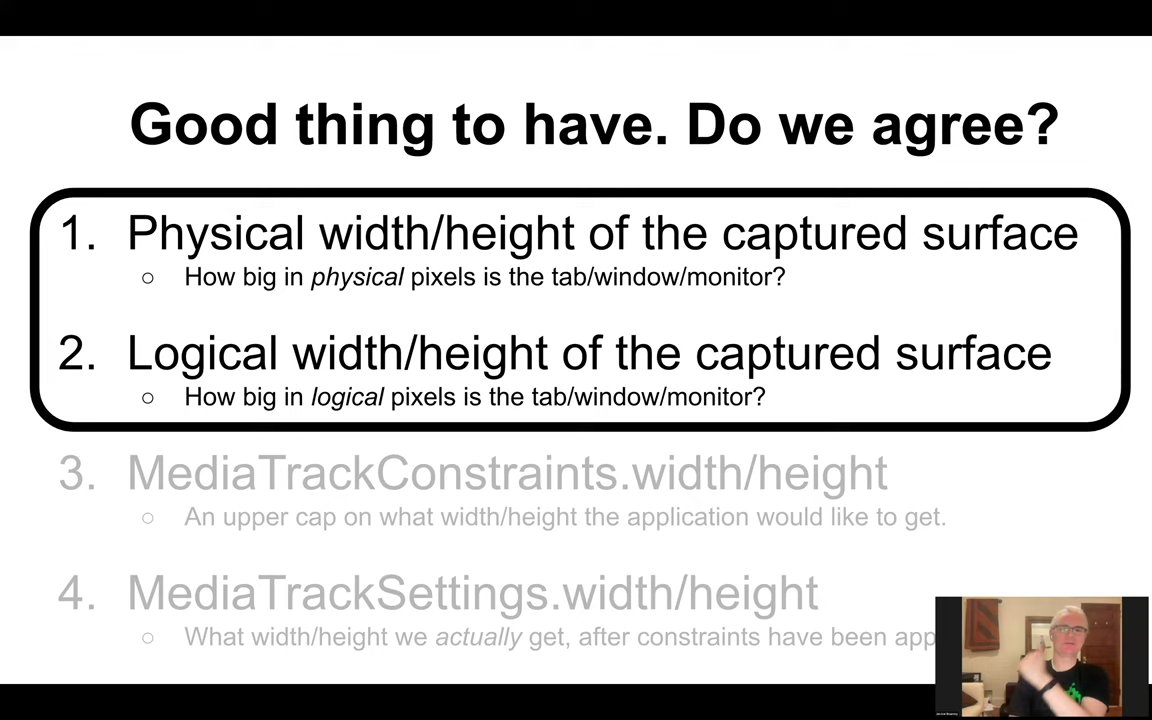 Good thing to have. Do we agree?
1. Physical width/height of the captured surface
○ How big in physical pixels is the tab/window/monitor?
2. Logical width/height of the captured surface
○ How big in logical pixels is the tab/window/monitor?
3. MediaTrackConstraints.width/height
○ An upper cap on what width/height the application would like to get.
4. MediaTrackSettings.width/height
○ What width/height we actually get, after constraints have been app